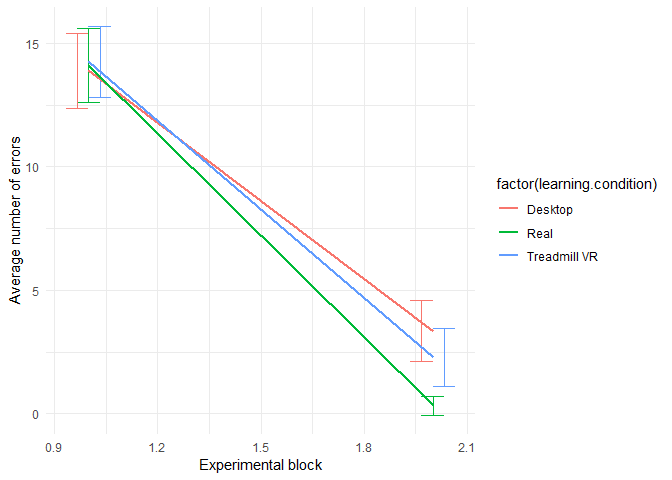 15
10
5
0
Average number of errors
0.9
1.2
1.5
1.8
2.1
Experimental block
factor(learning.condition)
Desktop
Real
Treadmill VR